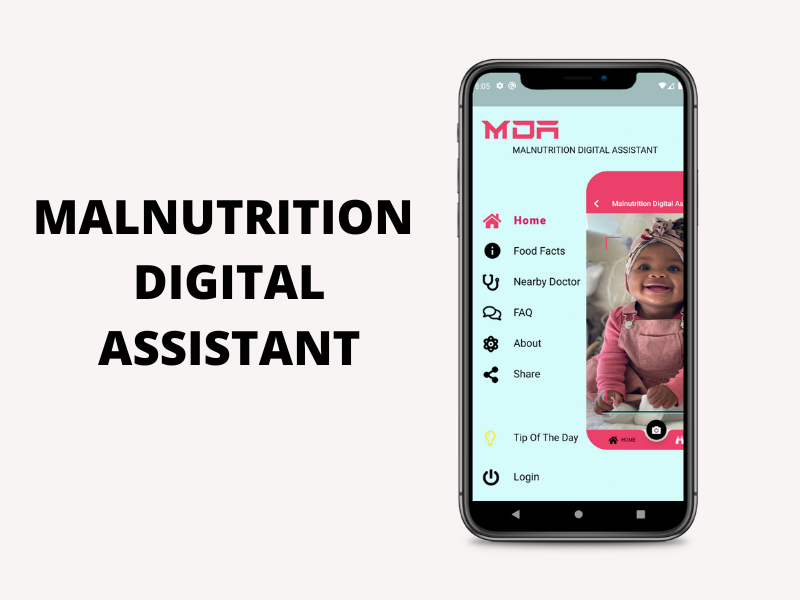 MALNUTRITION
DIGITAL
ASSISTANT
8:05
MDA
MALNUTRITION DIGITAL ASSISTANT
Malnutrition Digital As
Home
Food Facts
Nearby Doctor
FAQ
About
Share
Tip Of The Day
HOME
Login